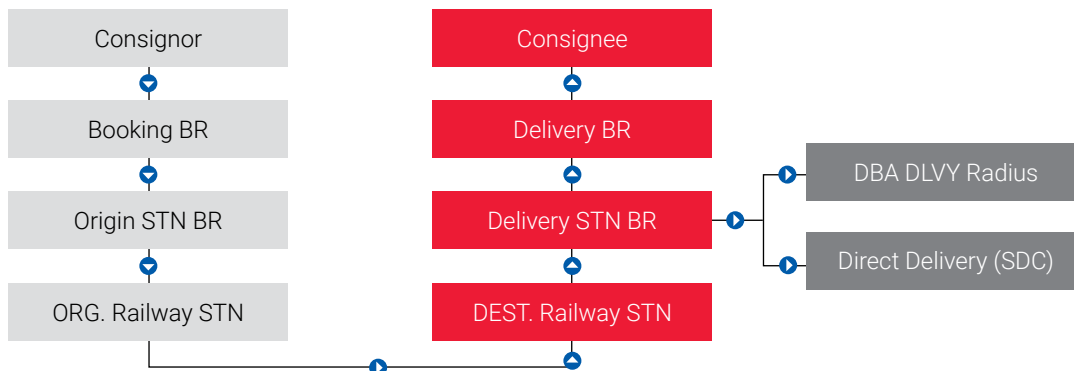 Consignor
Booking BR
Origin STN BR
ORG. Railway STN
Consignee
Delivery BR
Delivery STN BR
DEST. Railway STN
DBA DLVY Radius
Direct Delivery (SDC)